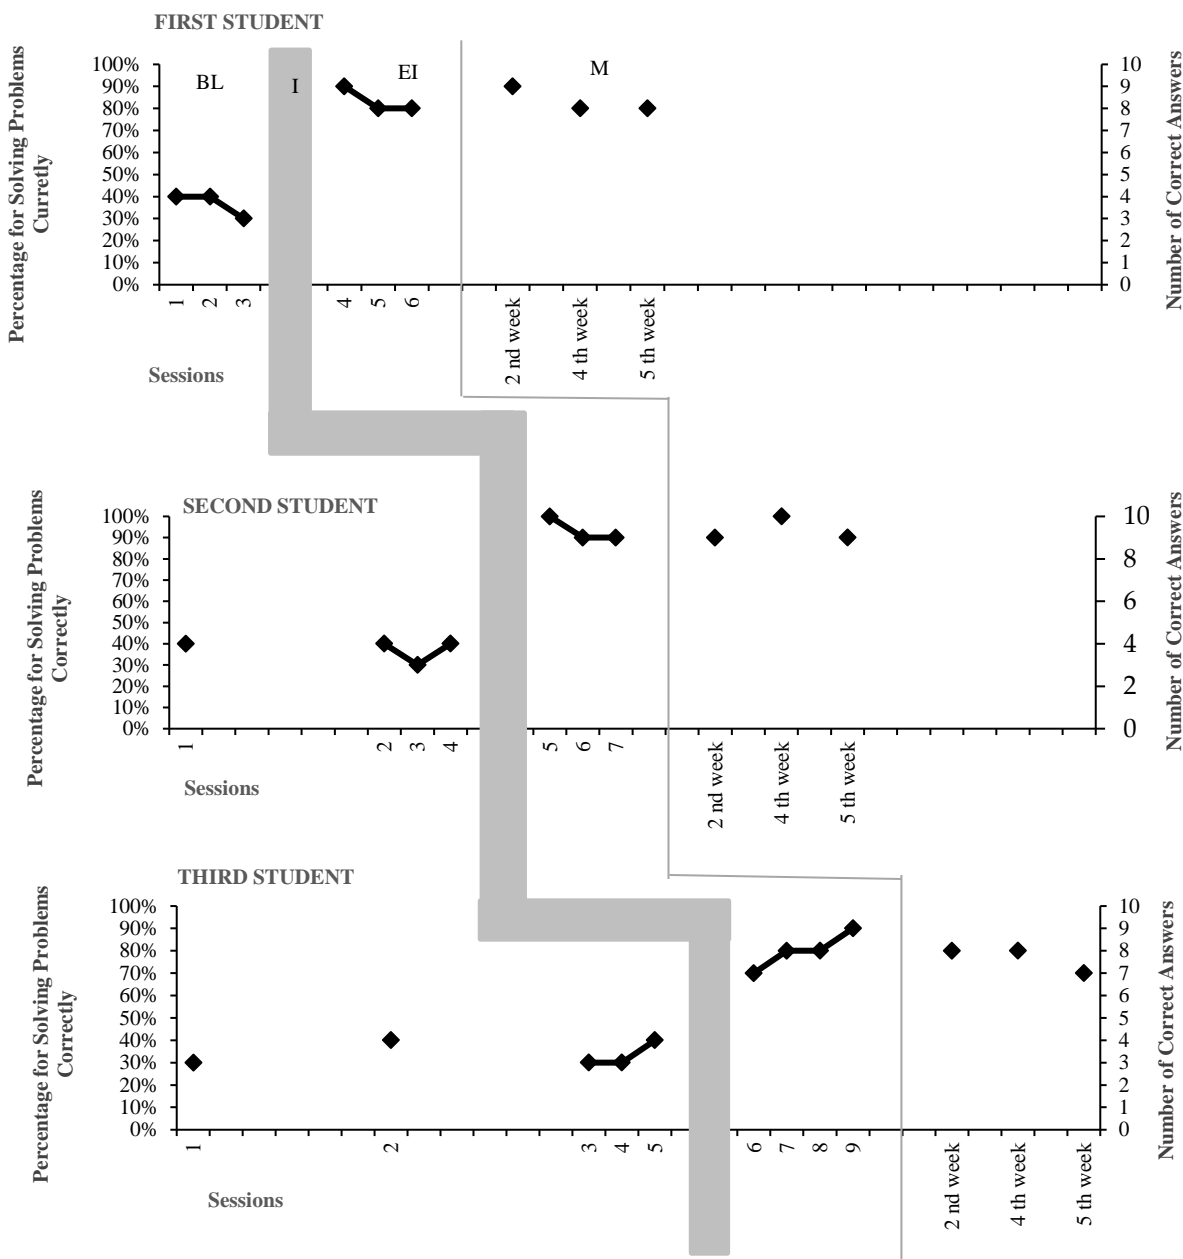 FIRST STUDENT
Percentage for Solving Problems
Curretly
100%
90%
80%
70%
60%
50%
40%
30%
20%
10%
0%
BL
I
EI
M
10
9
8
7
6
5
4
3
2
1
0
Number of Correct Answers
1
2
3
4
5
6
2 nd week
4 th week
5 th week
Sessions
SECOND STUDENT
Percentage for Solving Problems
Correctly
100%
90%
80%
70%
60%
50%
40%
30%
20%
10%
0%
10
8
6
4
2
0
Number of Correct Answers
1
2
3
4
5
6
7
2 nd week
4 th week
5 th week
Sessions
THIRD STUDENT
Percentage for Solving Problems
Correctly
100%
90%
80%
70%
60%
50%
40%
30%
20%
10%
0%
10
9
8
7
6
5
4
3
2
1
0
Number of Correct Answers
1
2
3
4
5
6
7
8
9
2 nd week
4 th week
5 th week
Sessions